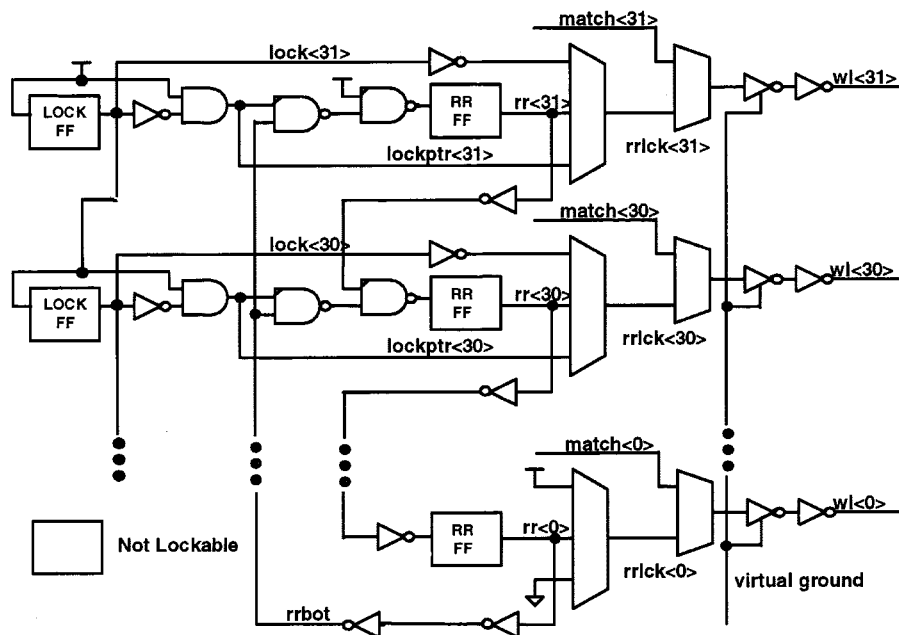 match<31>
lock<31>
wl<31>
LOCK
FF
RR
FF
rr<31>
rrlck<31>
lockptr<31>
match<30>
lock<30>
wl<30>
LOCK
FF
RR
FF
rr<30>
rrlck<30>
lockptr<30>
match<0>
wl<0>
RR
FF
rr<0>
Not Lockable
rrlck<0>
virtual ground
rrbot